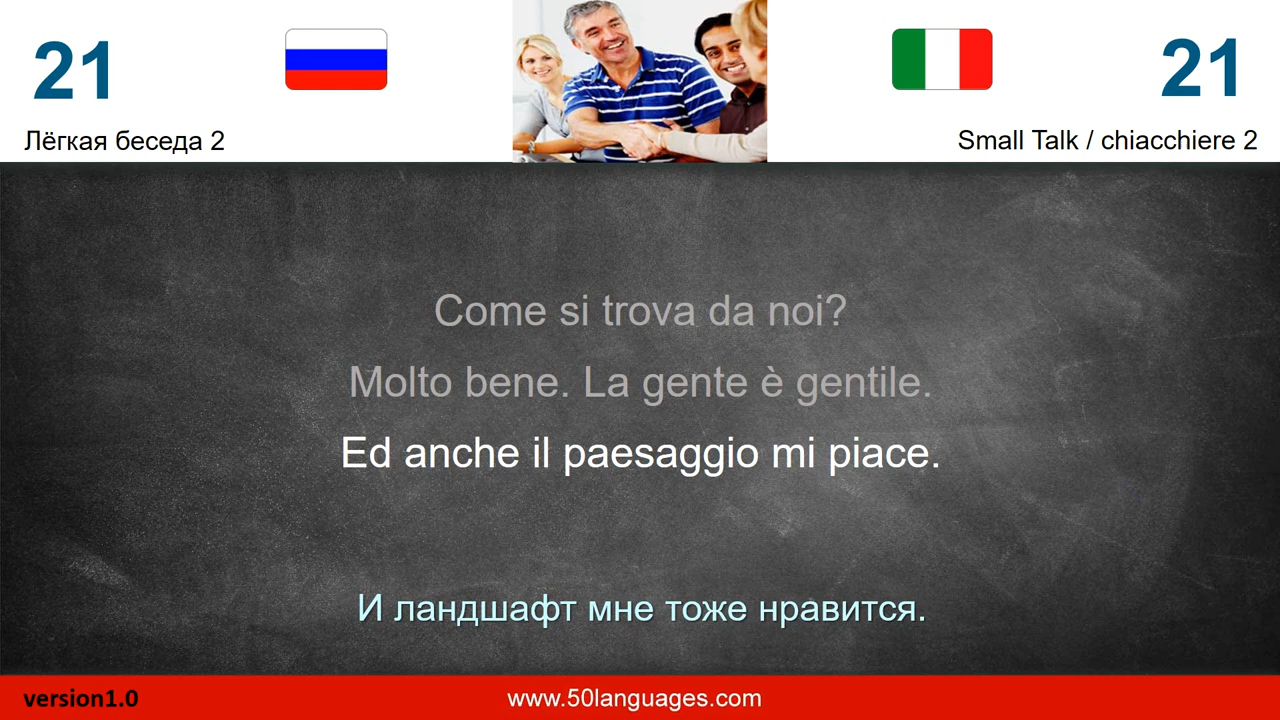 21
21
Лёгкая беседа 2
Small Talk / chiacchiere 2
Come si trova da noi?
Molto bene. La gente è gentile.
Ed anche il paesaggio mi piace.
И ландшафт мне тоже нравится.
version1.0
www.50languages.com